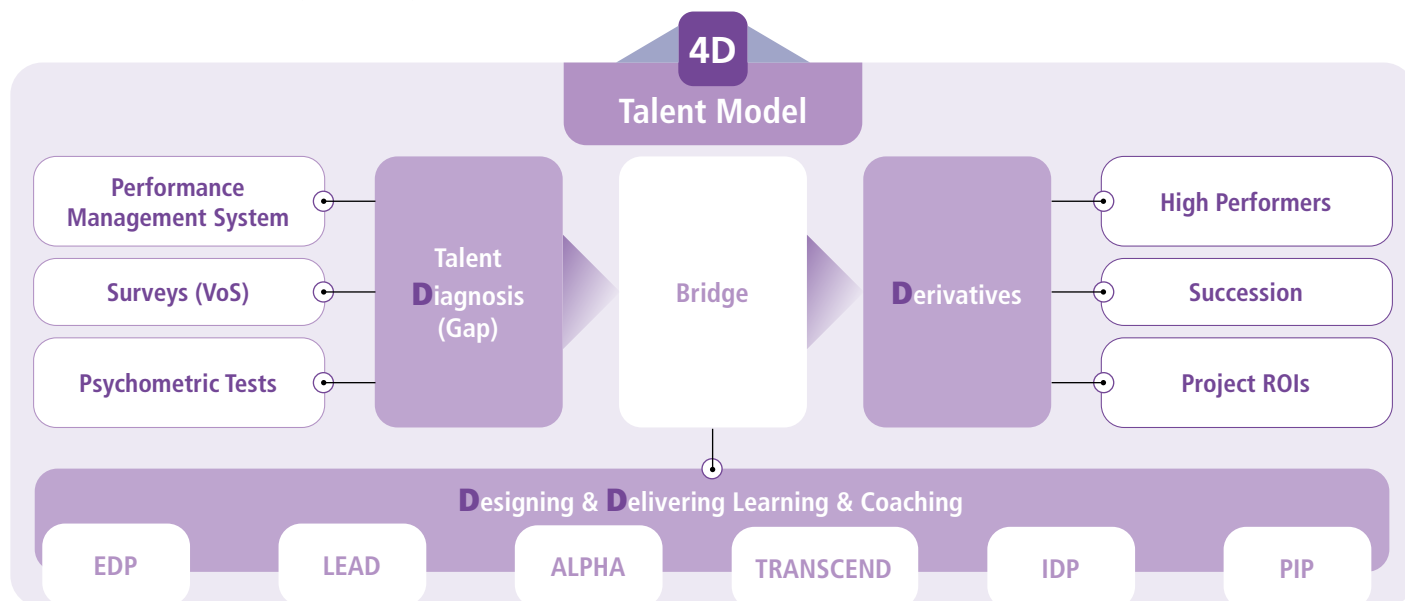 4D
Talent Model
Performance
Management System
Surveys (VoS)
Psychometric Tests
Talent
Diagnosis
(Gap)
Bridge
Derivatives
High Performers
Succession
Project ROIs
Designing & Delivering Learning & Coaching
EDP
LEAD
ALPHA
TRANSCEND
IDP
PIP